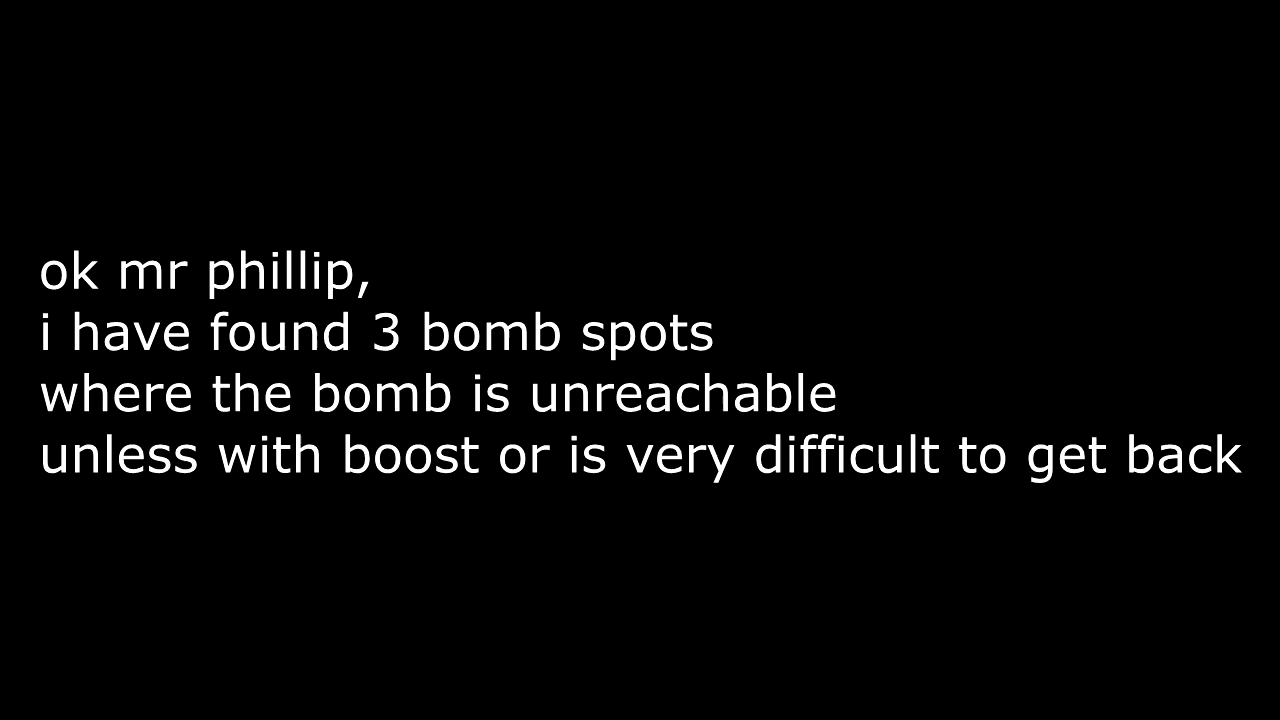 ok mr phillip,
i have found 3 bomb spots
where the bomb is unreachable
unless with boost or is very difficult to get back